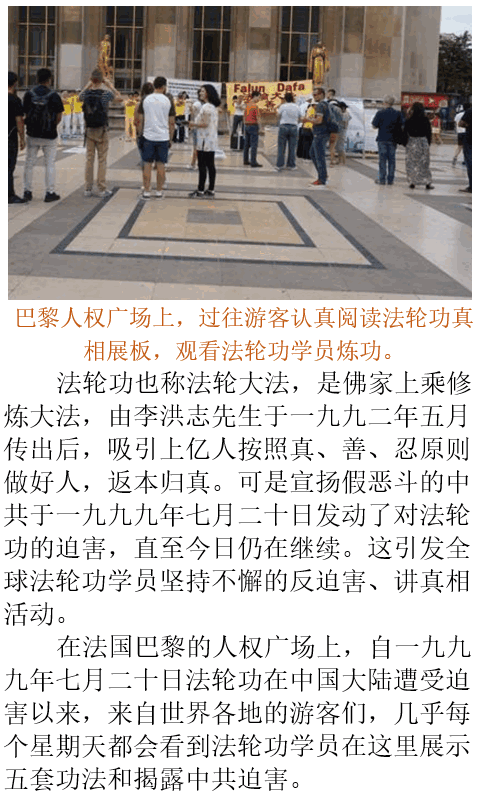 Falun Dafa
巴黎人权广场上，过往游客认真阅读法轮功真
相展板，观看法轮功学员炼功。
法轮功也称法轮大法，是佛家上乘修
炼大法，由李洪志先生于一九九二年五月
传出后，吸引上亿人按照真、善、忍原则
做好人，返本归真。可是宣扬假恶斗的中
共于一九九九年七月二十日发动了对法轮
功的迫害，直至今日仍在继续。这引发全
球法轮功学员坚持不懈的反迫害、讲真相
活动。
在法国巴黎的人权广场上，自一九九
九年七月二十日法轮功在中国大陆遭受迫
害以来，来自世界各地的游客们，几乎每
个星期天都会看到法轮功学员在这里展示
五套功法和揭露中共迫害。